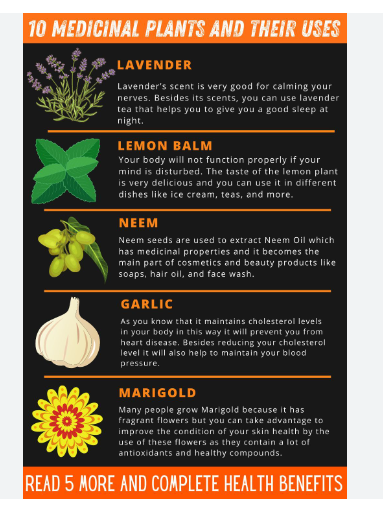 10 MEDICINAL PLANTS AND THEIR USES
LAVENDER
Lavender's scent is very good for calming your
nerves. Besides its scents, you can use lavender
tea that helps you to give you a good sleep at
night.
LEMON BALM
Your body will not function properly if your
mind is disturbed. The taste of the lemon plant
is very delicious and you can use it in different
dishes like ice cream, teas, and more.
NEEM
Neem seeds are used to extract Neem Oil which
has medicinal properties and it becomes the
main part of cosmetics and beauty products like
soaps, hair oil, and face wash.
GARLIC
As you know that it maintains cholesterol levels
in your body in this way it will prevent you from
heart disease. Besides reducing your cholesterol
level it will also help to maintain your blood
pressure.
MARIGOLD
Many people grow Marigold because it has
fragrant flowers but you can take advantage to
improve the condition of your skin health by the
use of these flowers as they contain a lot of
antioxidants and healthy compounds.
READ 5 MORE AND COMPLETE HEALTH BENEFITS